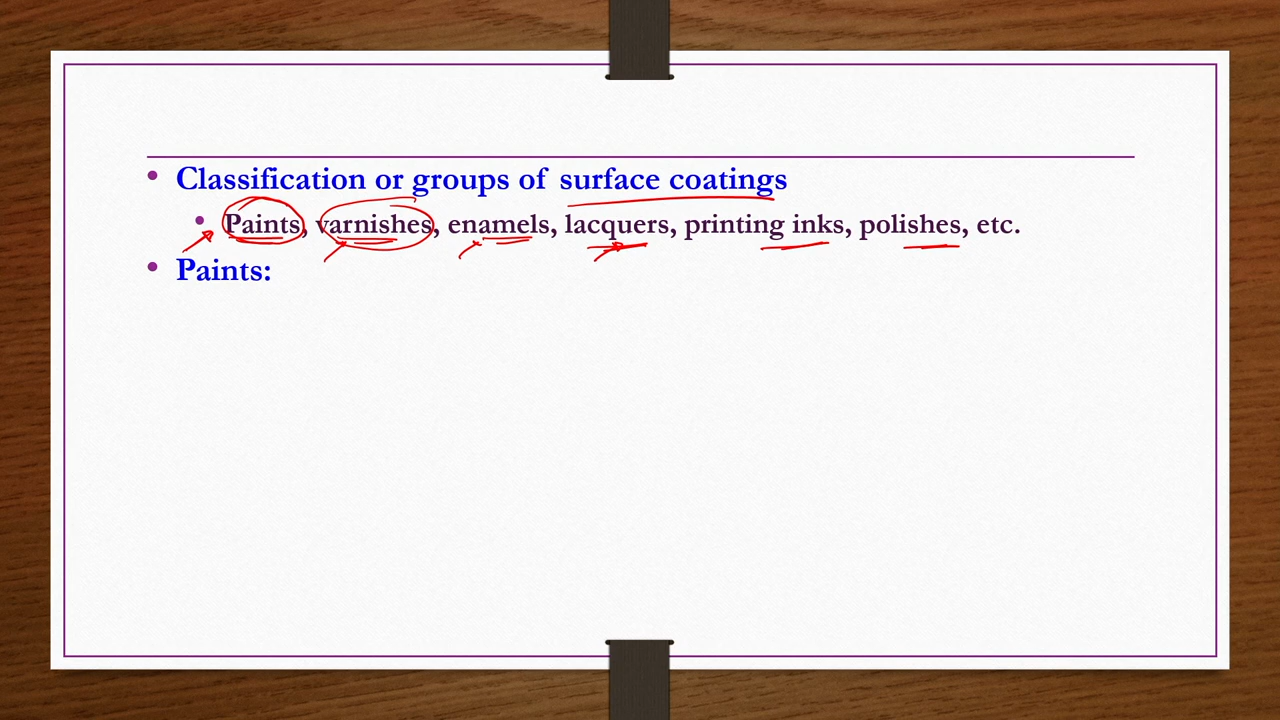 • Classification or groups of surface coatings
• Paints, varnishes, enamels, lacquers, printing inks, polishes, etc.
• Paints: